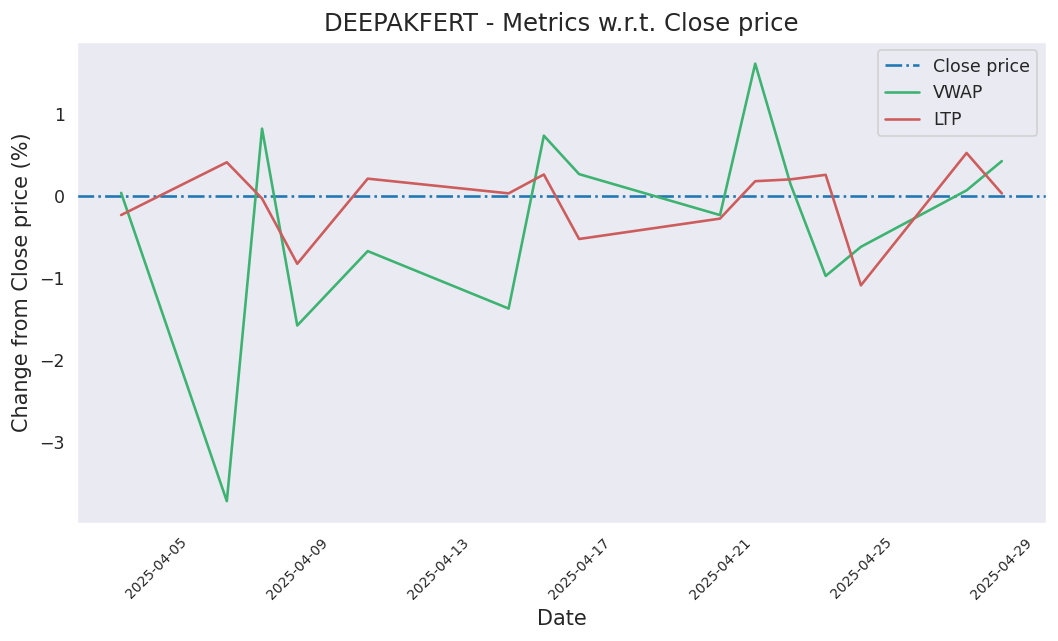 DEEPAKFERT - Metrics w.r.t. Close price
Close price
VWAP
LTP
Change from Close price (%)
1
0
−1
−2
−3
2025-04-05
2025-04-09
2025-04-13
2025-04-17
2025-04-21
2025-04-25
2025-04-29
Date